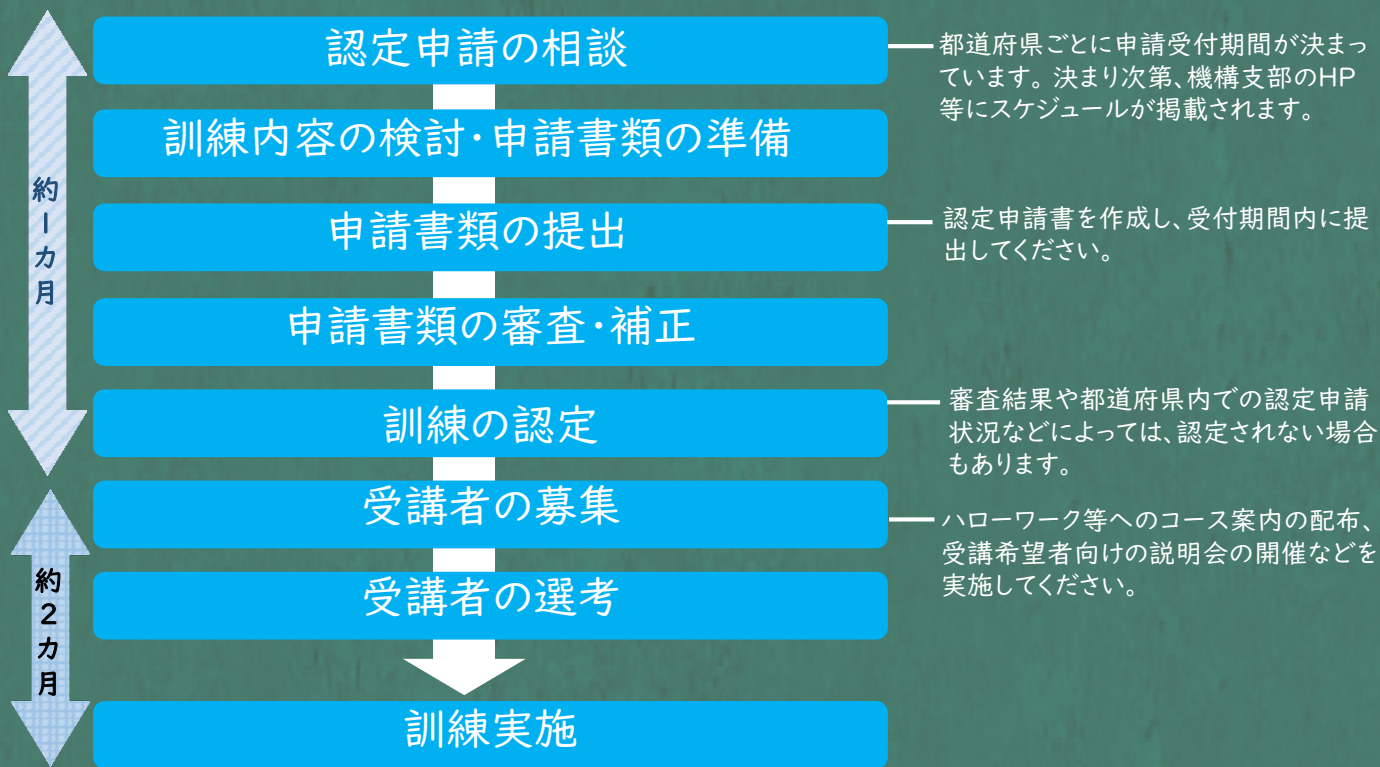 認定申請の相談
都道府県ごとに申請受付期間が決まっ
ています。決まり次第、機構支部のHP
等にスケジュールが掲載されます。
訓練内容の検討・申請書類の準備
約1カ月
申請書類の提出
認定申請書を作成し、受付期間内に提
出してください。
申請書類の審査・補正
訓練の認定
審査結果や都道府県内での認定申請
状況などによっては、認定されない場合
もあります。
受講者の募集
ハローワーク等へのコース案内の配布、
受講希望者向けの説明会の開催などを
実施してください。
約2カ月
受講者の選考
訓練実施